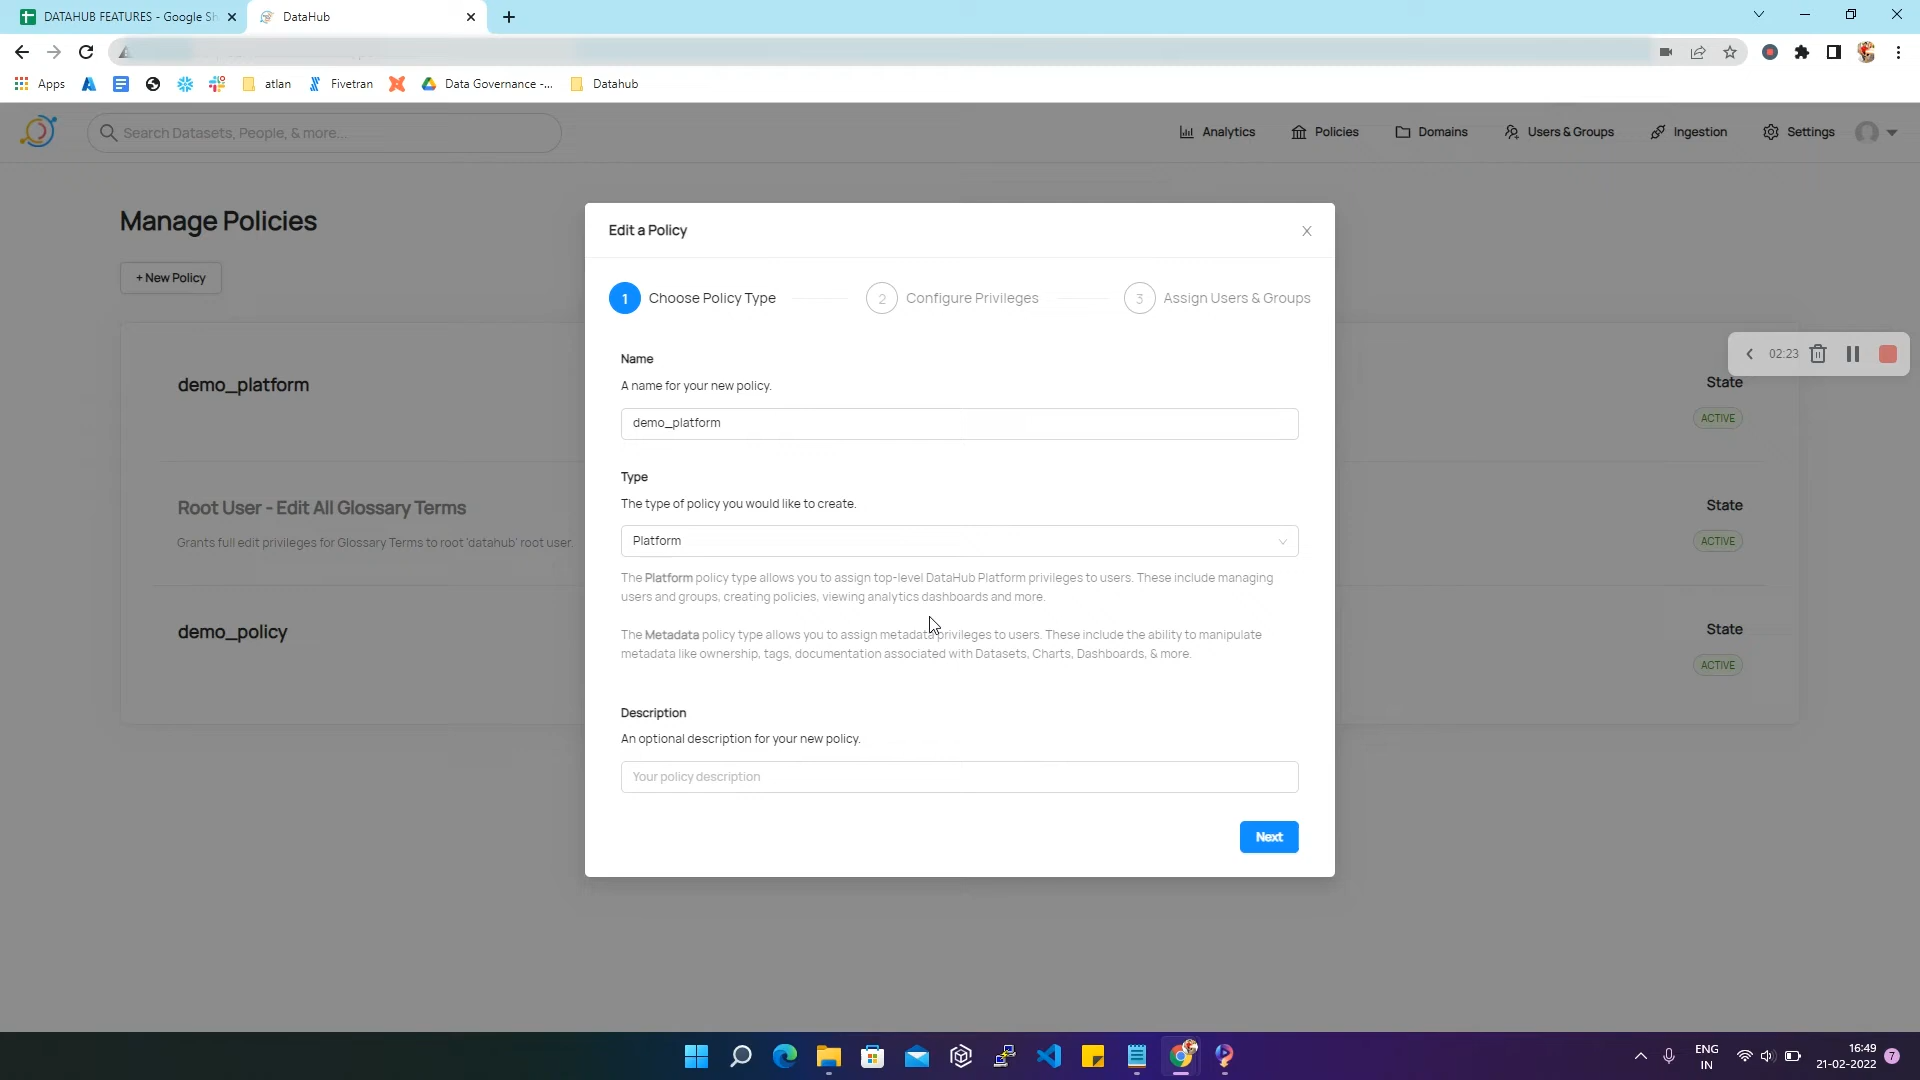 DATAHUB FEATURES - Google Sh
DataHub
Apps
atlan
Fivetran
Data Governance -...
Datahub
Search Datasets, People, & more...
Analytics
Policies
Domains
Users & Groups
Ingestion
Settings
Manage Policies
+ New Policy
demo_platform
State
ACTIVE
Root User - Edit All Glossary Terms
Grants full edit privileges for Glossary Terms to root 'datahub' root user.
State
ACTIVE
demo_policy
State
ACTIVE
02:23
Edit a Policy
1 Choose Policy Type
2 Configure Privileges
3 Assign Users & Groups
Name
A name for your new policy.
demo_platform
Type
The type of policy you would like to create.
Platform
The Platform policy type allows you to assign top-level DataHub Platform privileges to users. These include managing
users and groups, creating policies, viewing analytics dashboards and more.
The Metadata policy type allows you to assign metadata privileges to users. These include the ability to manipulate
metadata like ownership, tags, documentation associated with Datasets, Charts, Dashboards, & more.
Description
An optional description for your new policy.
Your policy description
Next
ENG
IN
16:49
21-02-2022
7